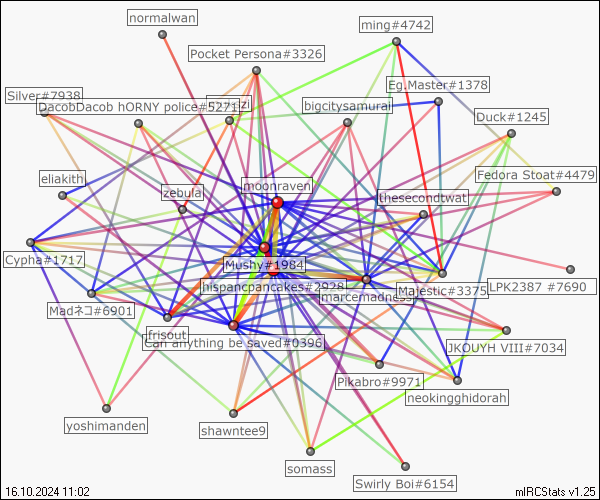 normalwan
ming#4742
Pocket Persona#3326
Eg.Master#1378
Silver#7938
DacobDacob hORNY police#5271
zi
bigcitysamurai
Duck#1245
Fedora Stoat#4479
eliakith
zebula
moonraven
thesecondtwat
Cypha#1717
Mushy#1984
hispancpancakes#2928
marcemadness
Majestic#3375
LPK2387 #7690
Madネコ#6901
frisout
Can anything be saved#0396
JKOUYH VIII#7034
Pikabro#9971
neokingghidorah
yoshimanden
shawntee9
somass
Swirly Boi#6154
16.10.2024 11:02
mIRCStats v1.25